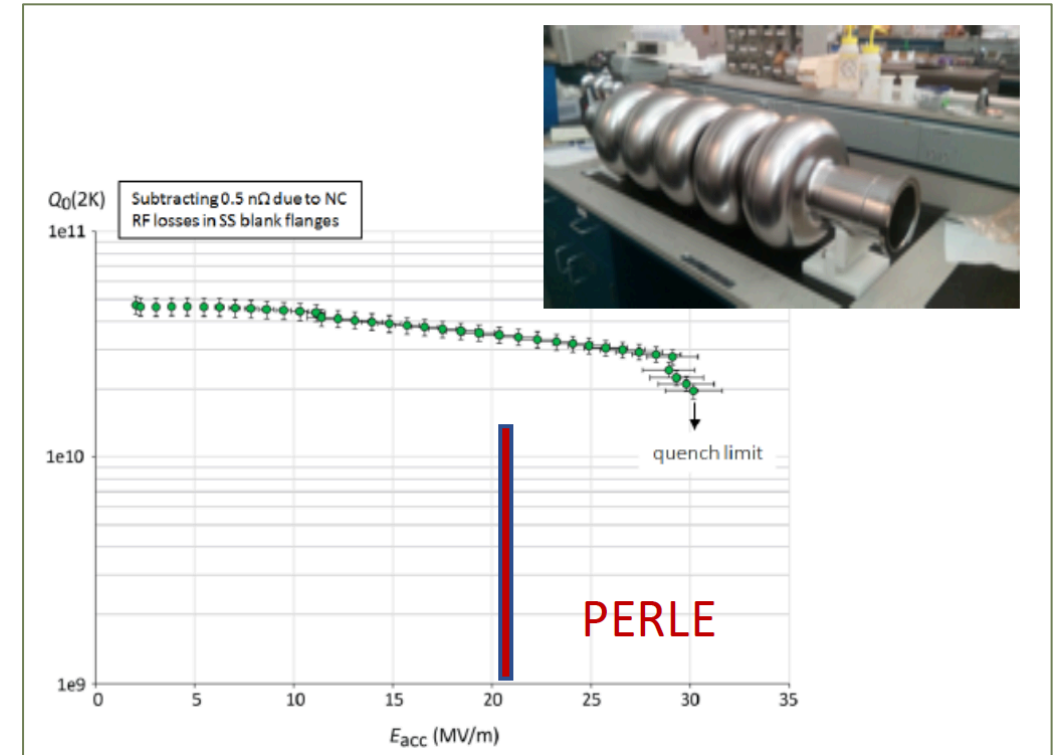 Q0(2K)
Subtracting 0.5 nΩ due to NC
RF losses in SS blank flanges
1e11
1e10
quench limit
PERLE
1e9
0 5 10 15 20 25 30 35
Eacc (MV/m)